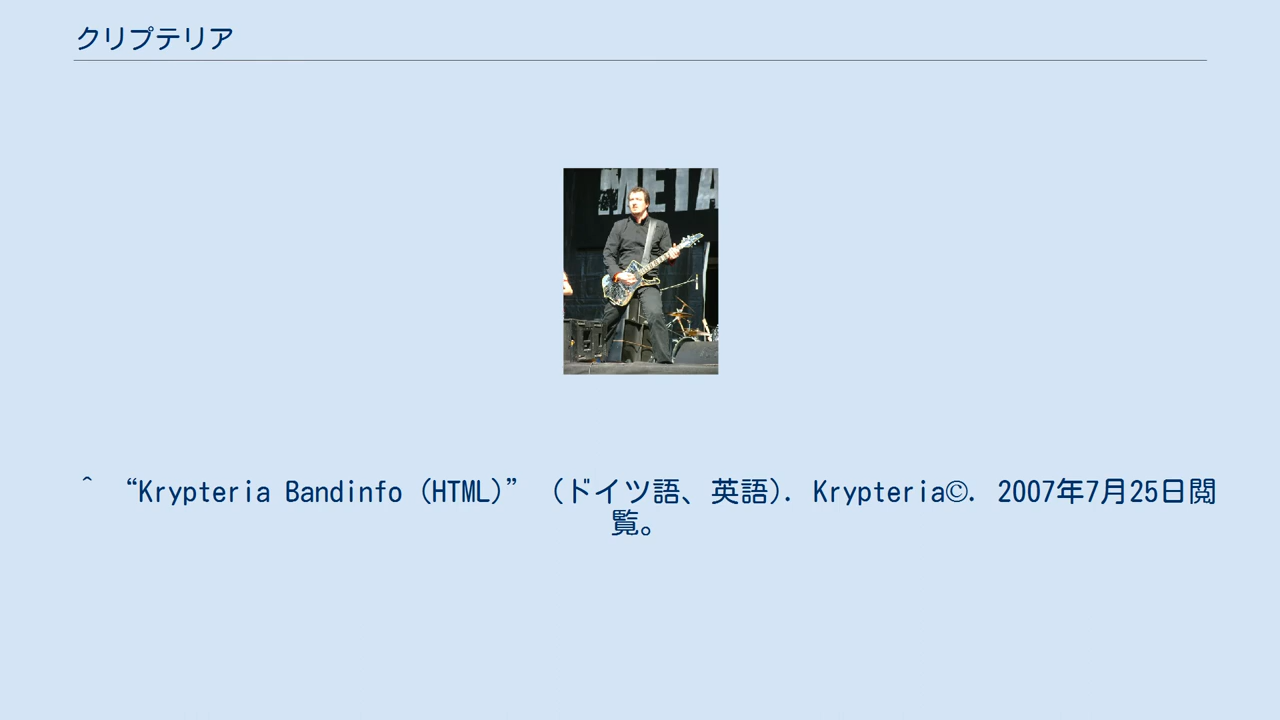 クリプテリア
META
^ “Krypteria Bandinfo (HTML)” (ドイツ語、英語). Krypteria©. 2007年7月25日閲
覧。